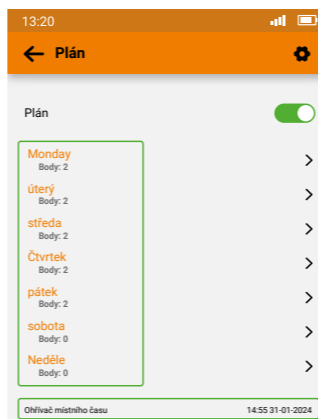 13:20
Plán
Plán
Monday
Body: 2
úterý
Body: 2
středa
Body: 2
Čtvrtek
Body: 2
pátek
Body: 2
sobota
Body: 0
Neděle
Body: 0
Ohřívač místního času 14:55 31-01-2024